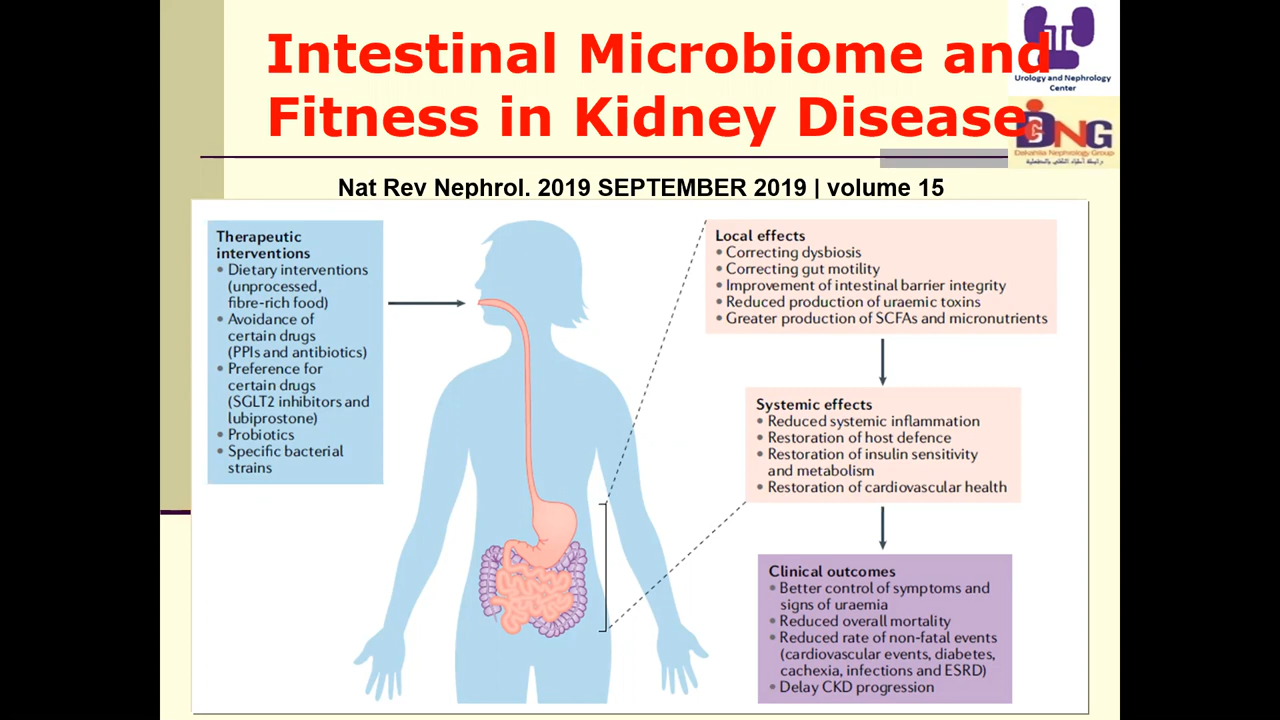 Intestinal Microbiome and
Fitness in Kidney Disease
Urology and Nephrology
Center
DNG
Dakahlia Nephrology Group
Nat Rev Nephrol. 2019 SEPTEMBER 2019 | volume 15
Therapeutic
interventions
• Dietary interventions
(unprocessed,
fibre-rich food)
• Avoidance of
certain drugs
(PPIs and antibiotics)
• Preference for
certain drugs
(SGLT2 inhibitors and
lubiprostone)
• Probiotics
• Specific bacterial
strains
Local effects
• Correcting dysbiosis
• Correcting gut motility
• Improvement of intestinal barrier integrity
• Reduced production of uraemic toxins
• Greater production of SCFAs and micronutrients
Systemic effects
• Reduced systemic inflammation
• Restoration of host defence
• Restoration of insulin sensitivity
and metabolism
• Restoration of cardiovascular health
Clinical outcomes
• Better control of symptoms and
signs of uraemia
• Reduced overall mortality
• Reduced rate of non-fatal events
(cardiovascular events, diabetes,
cachexia, infections and ESRD)
• Delay CKD progression